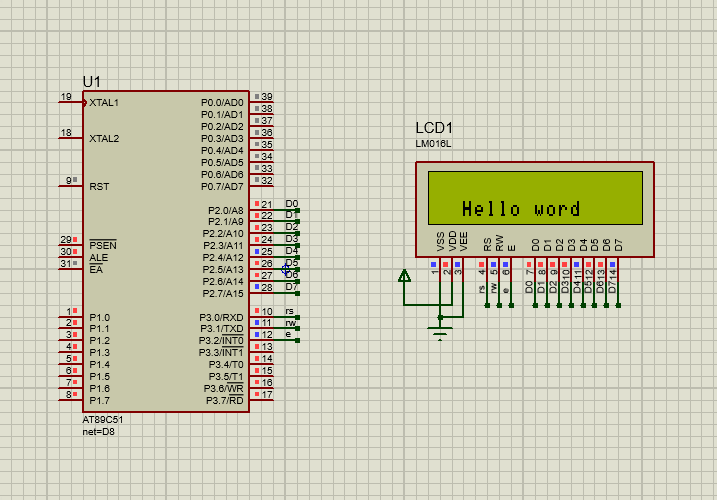 U1
19 XTAL1
18 XTAL2
9 RST
29 PSEN
30 ALE
31 EA
1 P1.0
2 P1.1
3 P1.2
4 P1.3
5 P1.4
6 P1.5
7 P1.6
8 P1.7
P0.0/AD0 39
P0.1/AD1 38
P0.2/AD2 37
P0.3/AD3 36
P0.4/AD4 35
P0.5/AD5 34
P0.6/AD6 33
P0.7/AD7 32
P2.0/A8 21 D0
P2.1/A9 22 D1
P2.2/A10 23 D2
P2.3/A11 24 D3
P2.4/A12 25 D4
P2.5/A13 26 D5
P2.6/A14 27 D6
P2.7/A15 28 D7
P3.0/RXD 10 rs
P3.1/TXD 11 rw
P3.2/INT0 12 e
P3.3/INT1 13
P3.4/T0 14
P3.5/T1 15
P3.6/WR 16
P3.7/RD 17
AT89C51
net=D8
LCD1
LM016L
Hello word
VSS VDD VEE RS RW E D0 D1 D2 D3 D4 D5 D6 D7
1 2 3 4 5 6 7 8 9 10 11 12 13 14
rs rw e D0 D1 D2 D3 D4 D5 D6 D7